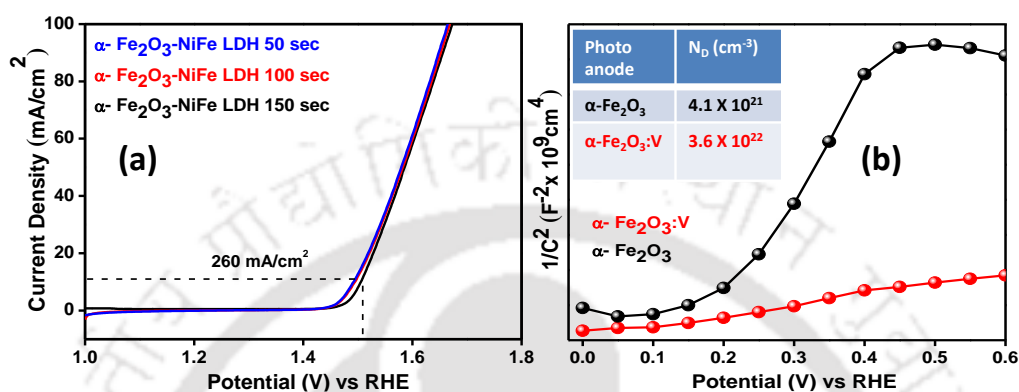 α- Fe₂O₃-NiFe LDH 50 sec
α- Fe₂O₃-NiFe LDH 100 sec
α- Fe₂O₃-NiFe LDH 150 sec
(a)
260 mA/cm²
Current Density (mA/cm²)
100
80
60
40
20
0
1.0 1.2 1.4 1.6 1.8
Potential (V) vs RHE
Photo anode N_D (cm⁻³)
α-Fe₂O₃ 4.1 X 10²¹
α-Fe₂O₃:V 3.6 X 10²²
(b)
α- Fe₂O₃:V
α- Fe₂O₃
1/C² (F⁻²x 10⁹cm⁴)
0.0 0.1 0.2 0.3 0.4 0.5 0.6
Potential (V) vs RHE